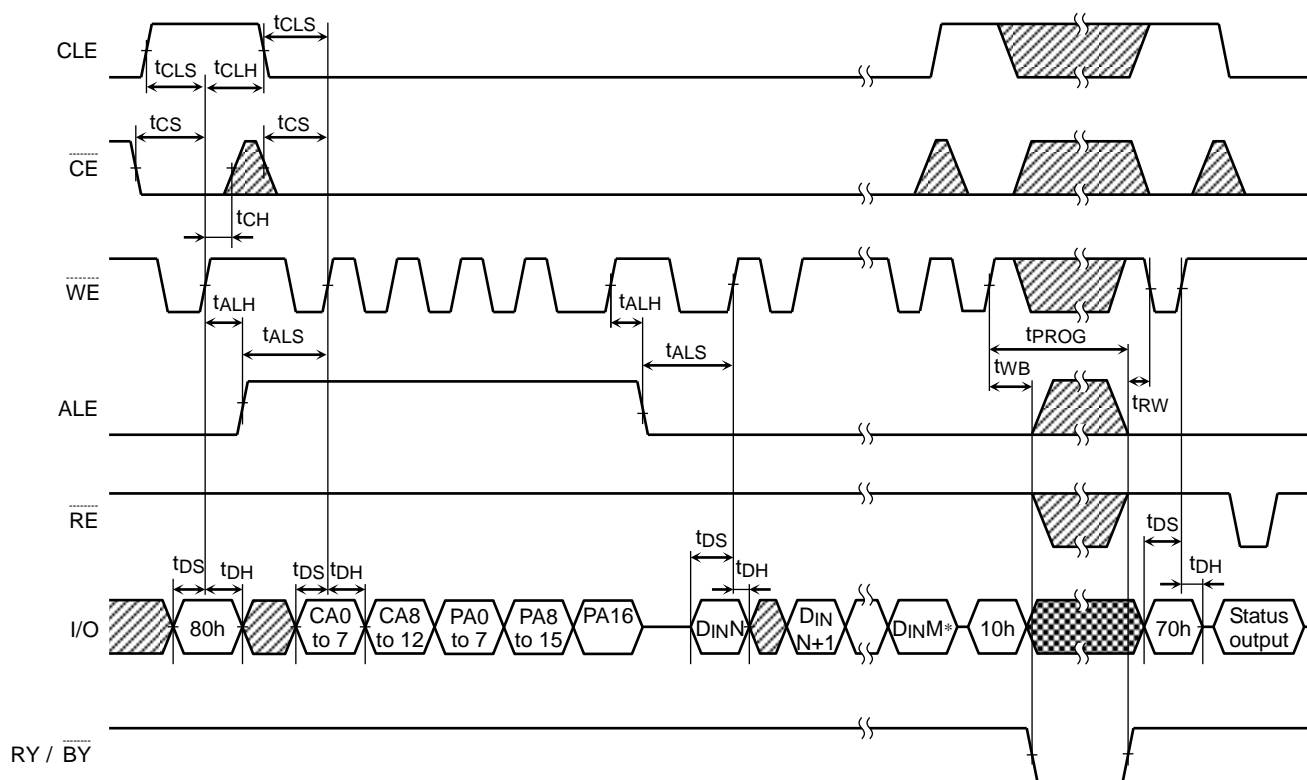 tCLS
CLE
tCLS tCLH
tCS tCS
CE
tCH
WE
tALH tALH
tALS tALS tPROG
tWB
ALE tRW
RE
tDS tDH tDS tDH tDS tDH tDS tDH
I/O 80h CA0 to 7 CA8 to 12 PA0 to 7 PA8 to 15 PA16 DINN DIN N+1 DINM* 10h 70h Status output
RY / BY